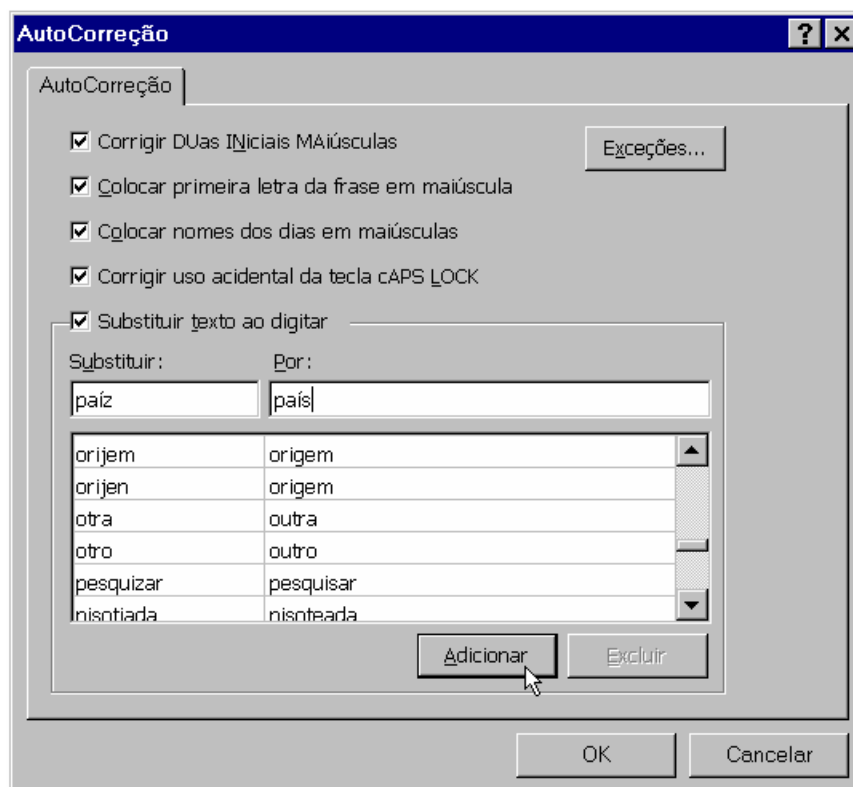 AutoCorreção
AutoCorreção
Corrigir DUas INiciais MAiúsculas
Exceções...
Colocar primeira letra da frase em maiúscula
Colocar nomes dos dias em maiúsculas
Corrigir uso acidental da tecla cAPS LOCK
Substituir texto ao digitar
Substituir: Por:
paíz país
orijem origem
orijen origem
otra outra
otro outro
pesquizar pesquisar
pisotiada pisoteada
Adicionar Excluir
OK Cancelar